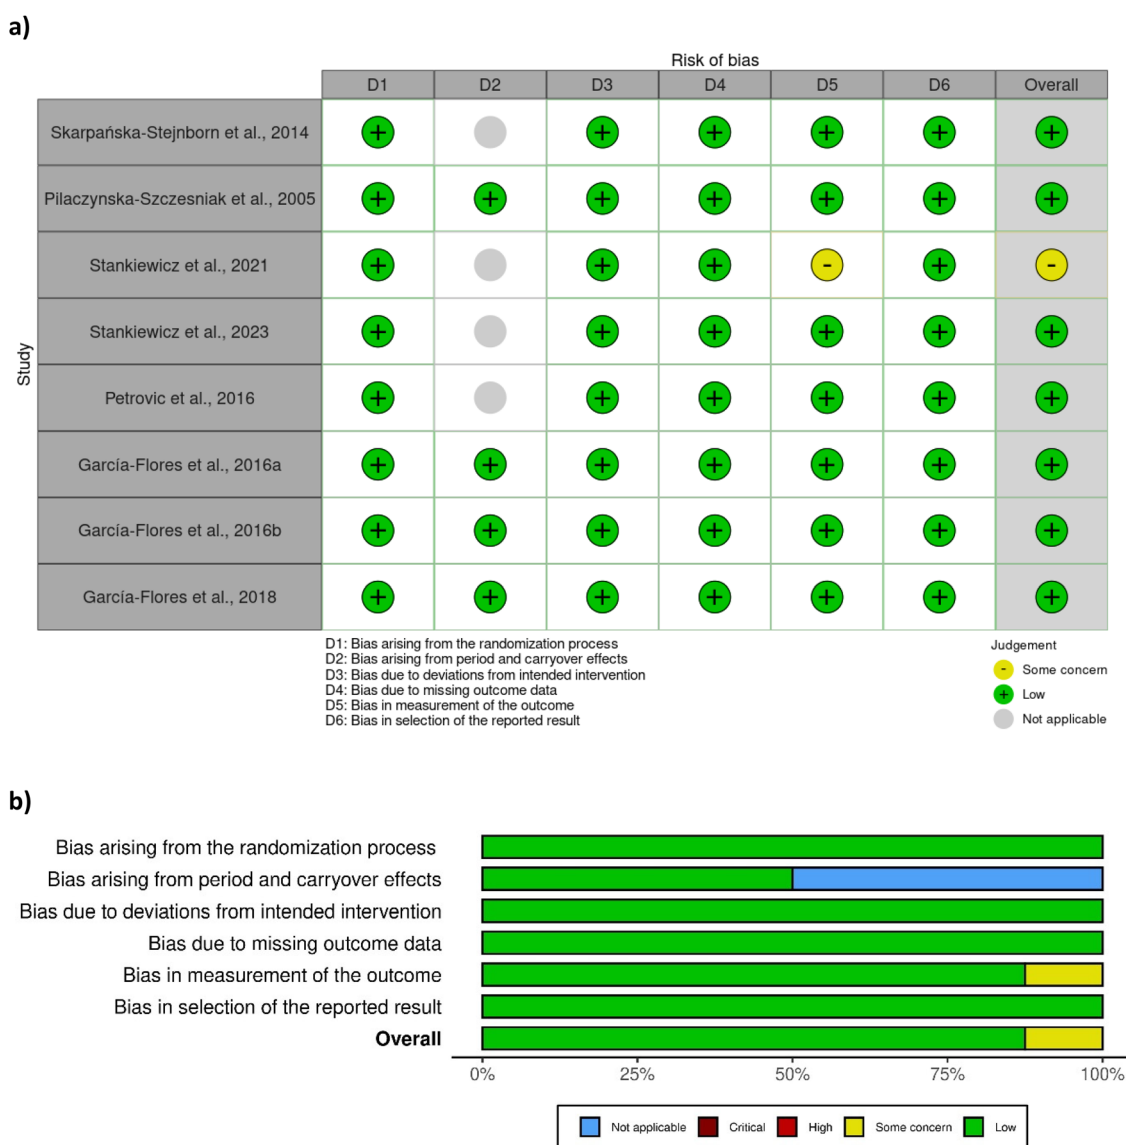 a)
Risk of bias
D1 D2 D3 D4 D5 D6 Overall
Study
Skarpańska-Stejnborn et al., 2014 + + + + + +
Pilaczynska-Szczesniak et al., 2005 + + + + + + +
Stankiewicz et al., 2021 + + + - + -
Stankiewicz et al., 2023 + + + + + +
Petrovic et al., 2016 + + + + + +
García-Flores et al., 2016a + + + + + + +
García-Flores et al., 2016b + + + + + + +
García-Flores et al., 2018 + + + + + + +
D1: Bias arising from the randomization process
D2: Bias arising from period and carryover effects
D3: Bias due to deviations from intended intervention
D4: Bias due to missing outcome data
D5: Bias in measurement of the outcome
D6: Bias in selection of the reported result
Judgement
- Some concern
+ Low
Not applicable
b)
Bias arising from the randomization process
Bias arising from period and carryover effects
Bias due to deviations from intended intervention
Bias due to missing outcome data
Bias in measurement of the outcome
Bias in selection of the reported result
Overall
0% 25% 50% 75% 100%
Not applicable Critical High Some concern Low